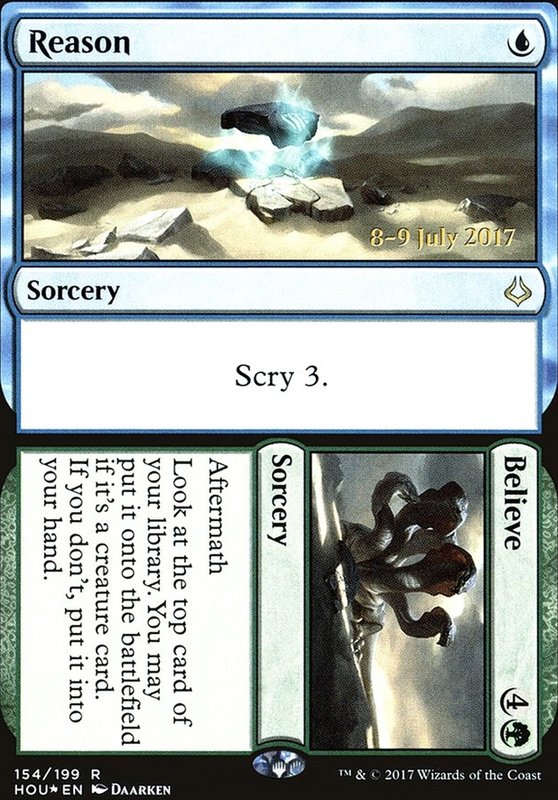 Reason
8-9 July 2017
Sorcery
Scry 3.
Believe
4
Sorcery
Aftermath
Look at the top card of
your library. You may
put it onto the battlefield
if it's a creature card.
If you don't, put it into
your hand.
154/199 R
HOU★EN DAARKEN
™ & © 2017 Wizards of the Coast